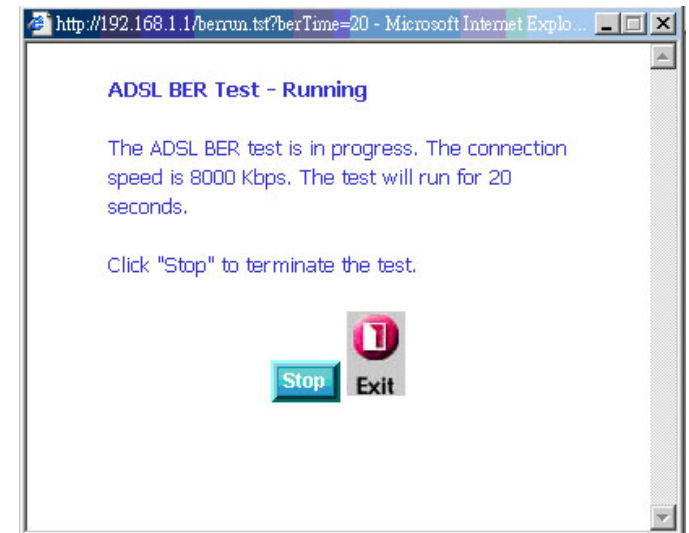 http://192.168.1.1/berrun.tst?berTime=20 - Microsoft Internet Explo...
ADSL BER Test - Running
The ADSL BER test is in progress. The connection
speed is 8000 Kbps. The test will run for 20
seconds.
Click "Stop" to terminate the test.
Stop
Exit